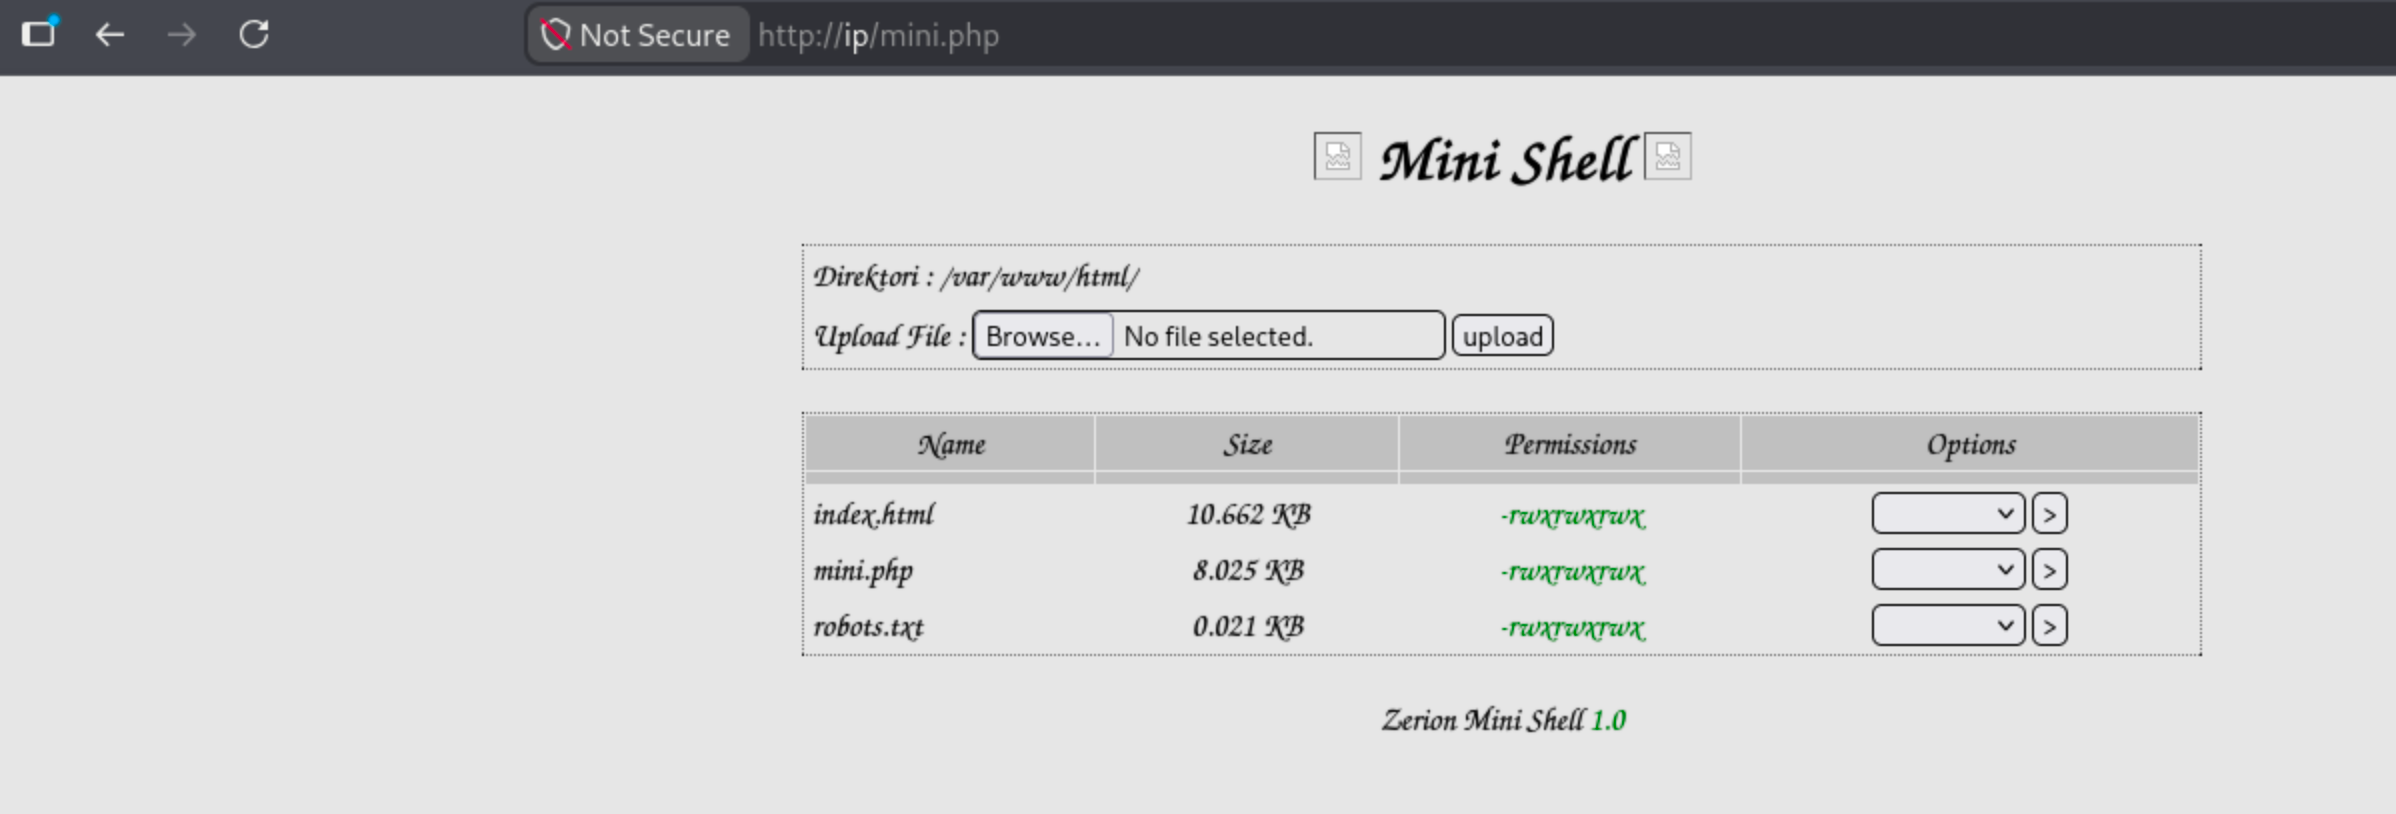 Not Secure http://ip/mini.php
Mini Shell
Direktori : /var/www/html/
Upload File : Browse... No file selected. upload
Name Size Permissions Options
index.html 10.662 KB -rwxrwxrwx >
mini.php 8.025 KB -rwxrwxrwx >
robots.txt 0.021 KB -rwxrwxrwx >
Zerion Mini Shell 1.0